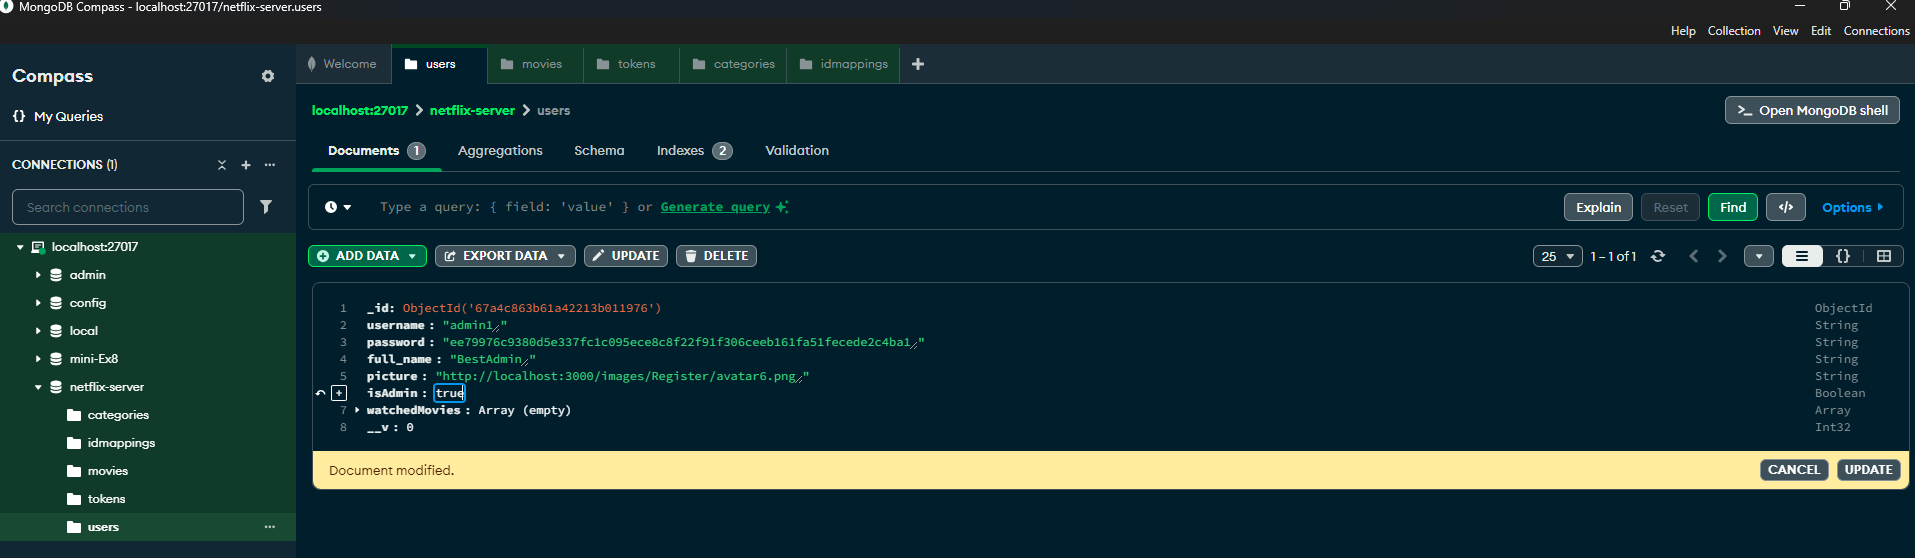 MongoDB Compass - localhost:27017/netflix-server.users
Help Collection View Edit Connections
Compass
{} My Queries
CONNECTIONS (1)
Search connections
localhost:27017
admin
config
local
mini-Ex8
netflix-server
categories
idmappings
movies
tokens
users
Welcome users movies tokens categories idmappings
localhost:27017 > netflix-server > users
>_ Open MongoDB shell
Documents 1 Aggregations Schema Indexes 2 Validation
Type a query: { field: 'value' } or Generate query
Explain Reset Find </> Options
ADD DATA EXPORT DATA UPDATE DELETE
25 1–1 of 1 {}
1 _id: ObjectId('67a4c863b61a42213b011976') ObjectId
2 username : "admin1" String
3 password : "ee79976c9380d5e337fc1c095ece8c8f22f91f306ceeb161fa51fecede2c4ba1" String
4 full_name : "BestAdmin" String
5 picture : "http://localhost:3000/images/Register/avatar6.png" String
isAdmin : true Boolean
7 watchedMovies : Array (empty) Array
8 __v : 0 Int32
Document modified.
CANCEL UPDATE